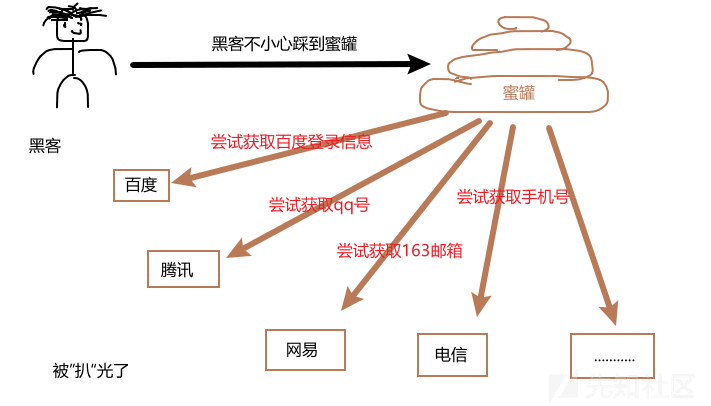 黑客不小心踩到蜜罐
蜜罐
黑客
尝试获取百度登录信息
百度
尝试获取qq号
尝试获取手机号
尝试获取163邮箱
腾讯
网易
电信
...........
被”扒“光了
先知社区